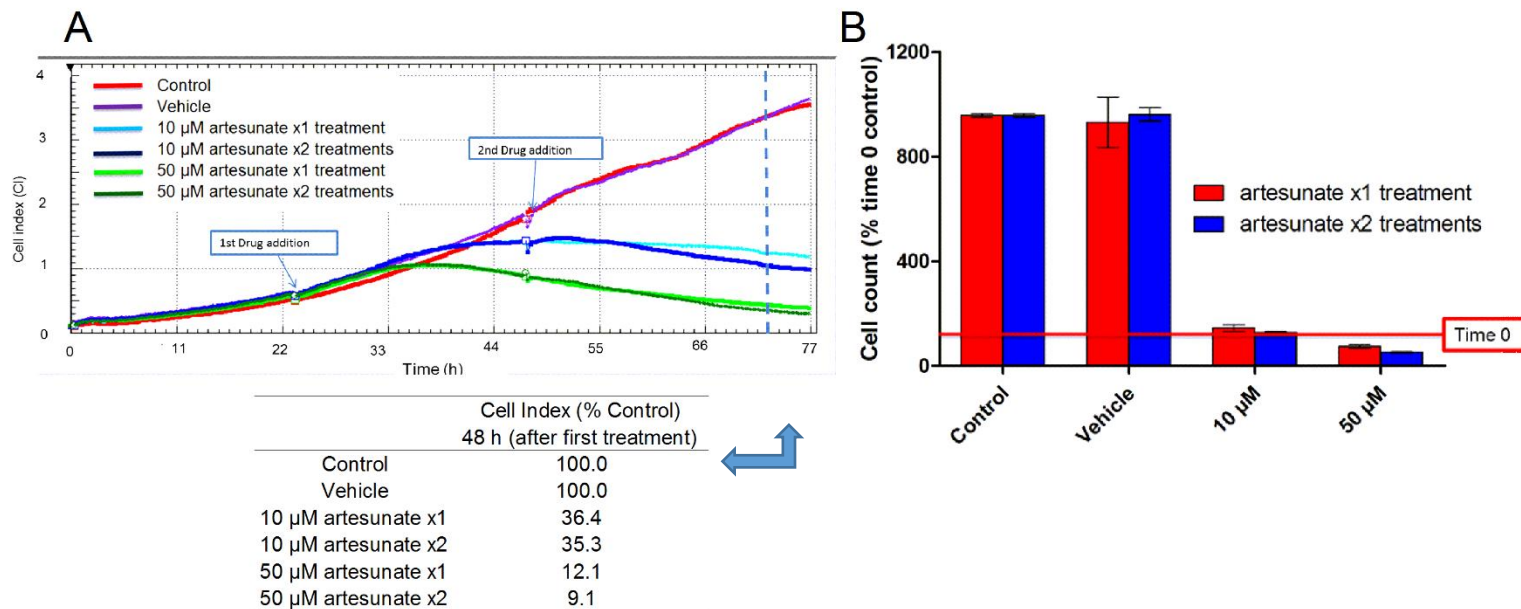 A
Cell index (CI)
4
3
2
1
0
Control
Vehicle
10 µM artesunate x1 treatment
10 µM artesunate x2 treatments
50 µM artesunate x1 treatment
50 µM artesunate x2 treatments
2nd Drug addition
1st Drug addition
0 11 22 33 44 55 66 77
Time (h)
Cell Index (% Control)
48 h (after first treatment)
Control 100.0
Vehicle 100.0
10 µM artesunate x1 36.4
10 µM artesunate x2 35.3
50 µM artesunate x1 12.1
50 µM artesunate x2 9.1
B
Cell count (% time 0 control)
1200
800
400
0
artesunate x1 treatment
artesunate x2 treatments
Time 0
Control Vehicle 10 µM 50 µM